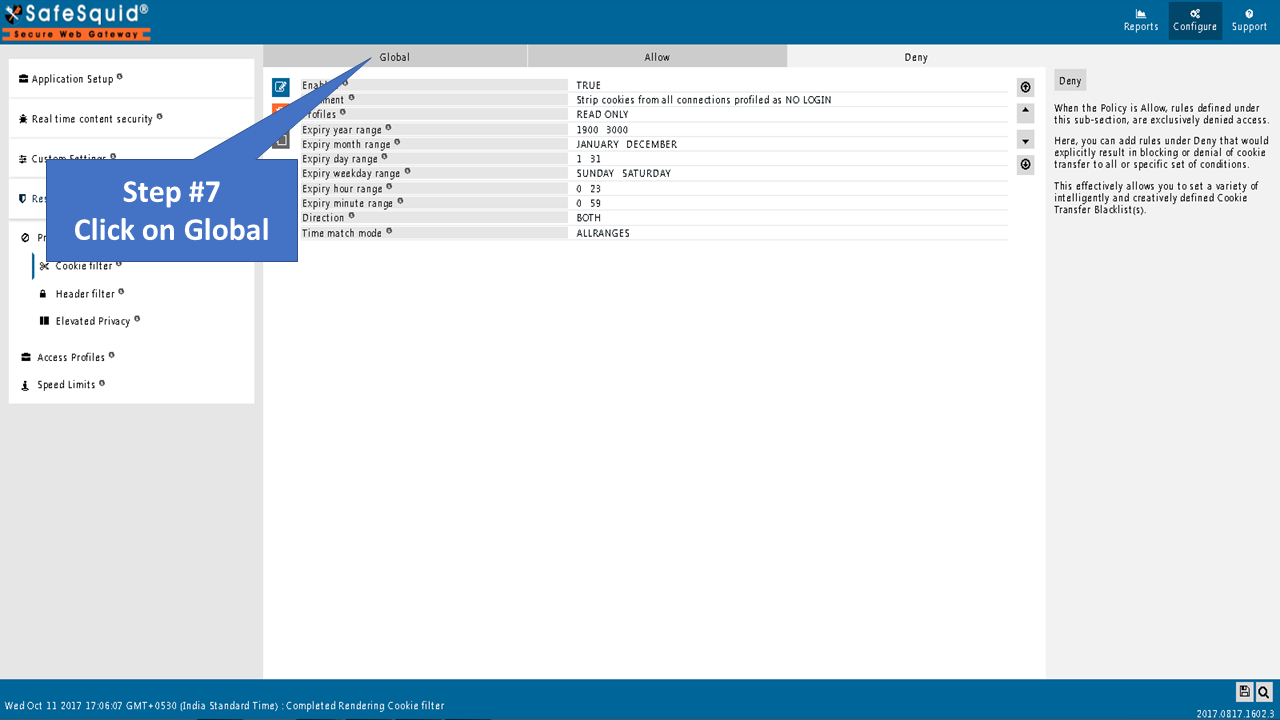 SafeSquid®
Secure Web Gateway
Reports
Configure
Support
Application Setup
Real time content security
Custom Settings
Step #7
Click on Global
Cookie filter
Header filter
Elevated Privacy
Access Profiles
Speed Limits
Global
Allow
Deny
TRUE
Strip cookies from all connections profiled as NO LOGIN
READ ONLY
Expiry year range 1900 3000
Expiry month range JANUARY DECEMBER
Expiry day range 1 31
Expiry weekday range SUNDAY SATURDAY
Expiry hour range 0 23
Expiry minute range 0 59
Direction BOTH
Time match mode ALLRANGES
Deny
When the Policy is Allow, rules defined under
this sub-section, are exclusively denied access.
Here, you can add rules under Deny that would
explicitly result in blocking or denial of cookie
transfer to all or specific set of conditions.
This effectively allows you to set a variety of
intelligently and creatively defined Cookie
Transfer Blacklist(s).
Wed Oct 11 2017 17:06:07 GMT+0530 (India Standard Time) : Completed Rendering Cookie filter
2017.0817.1602.3